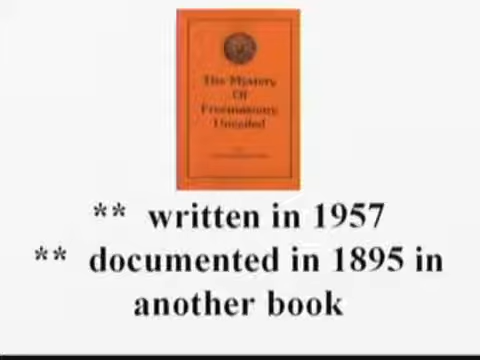 The Mystery
Of
Freemasonry
Unveiled
** written in 1957
** documented in 1895 in
another book